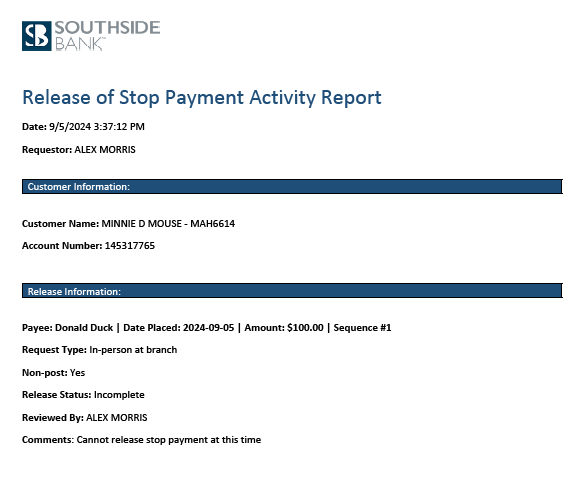 SB SOUTHSIDE
BANK™
Release of Stop Payment Activity Report
Date: 9/5/2024 3:37:12 PM
Requestor: ALEX MORRIS
Customer Information:
Customer Name: MINNIE D MOUSE - MAH6614
Account Number: 145317765
Release Information:
Payee: Donald Duck | Date Placed: 2024-09-05 | Amount: $100.00 | Sequence #1
Request Type: In-person at branch
Non-post: Yes
Release Status: Incomplete
Reviewed By: ALEX MORRIS
Comments: Cannot release stop payment at this time